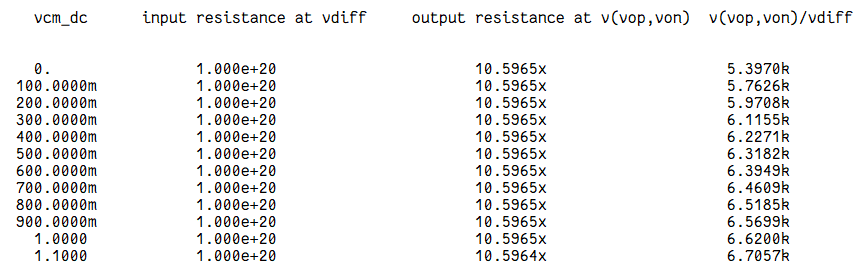 vcm_dc input resistance at vdiff output resistance at v(vop,von) v(vop,von)/vdiff
0. 1.000e+20 10.5965x 5.3970k
100.0000m 1.000e+20 10.5965x 5.7626k
200.0000m 1.000e+20 10.5965x 5.9708k
300.0000m 1.000e+20 10.5965x 6.1155k
400.0000m 1.000e+20 10.5965x 6.2271k
500.0000m 1.000e+20 10.5965x 6.3182k
600.0000m 1.000e+20 10.5965x 6.3949k
700.0000m 1.000e+20 10.5965x 6.4609k
800.0000m 1.000e+20 10.5965x 6.5185k
900.0000m 1.000e+20 10.5965x 6.5699k
1.0000 1.000e+20 10.5965x 6.6200k
1.1000 1.000e+20 10.5964x 6.7057k